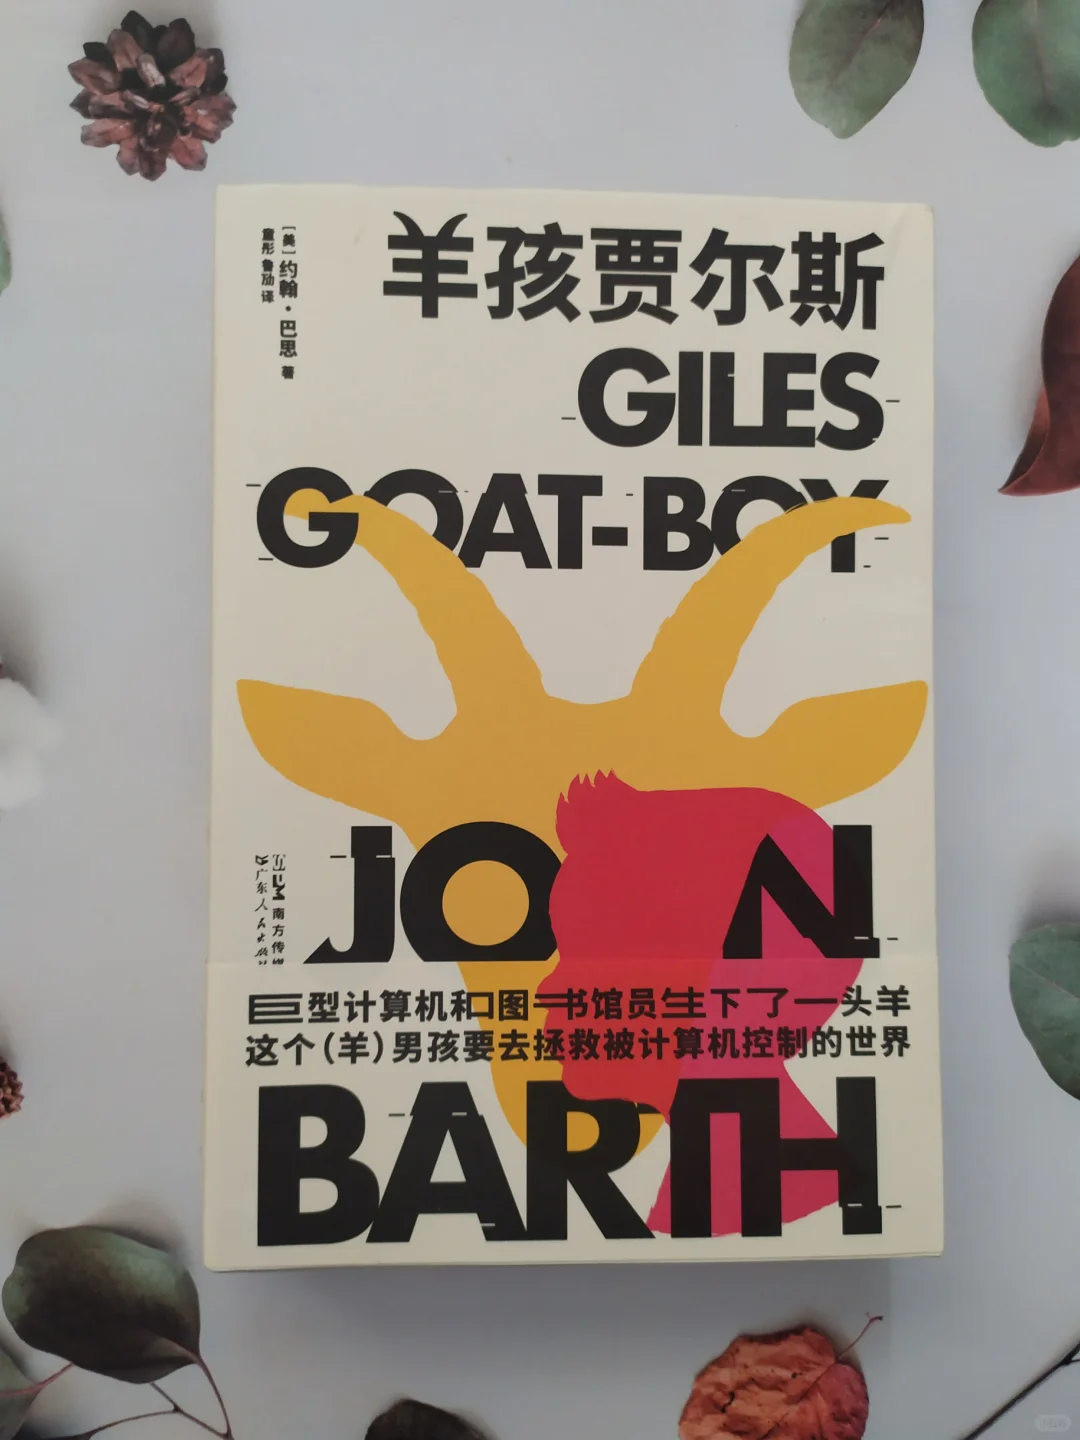 羊孩贾尔斯
[美]约翰·巴思 著
童彤 鲁劢 译
GILES
GOAT-BOY
JOHN
南方传媒
广东人民出版社
巨型计算机和图书馆员生下了一头羊
这个（羊）男孩要去拯救被计算机控制的世界
BARTH